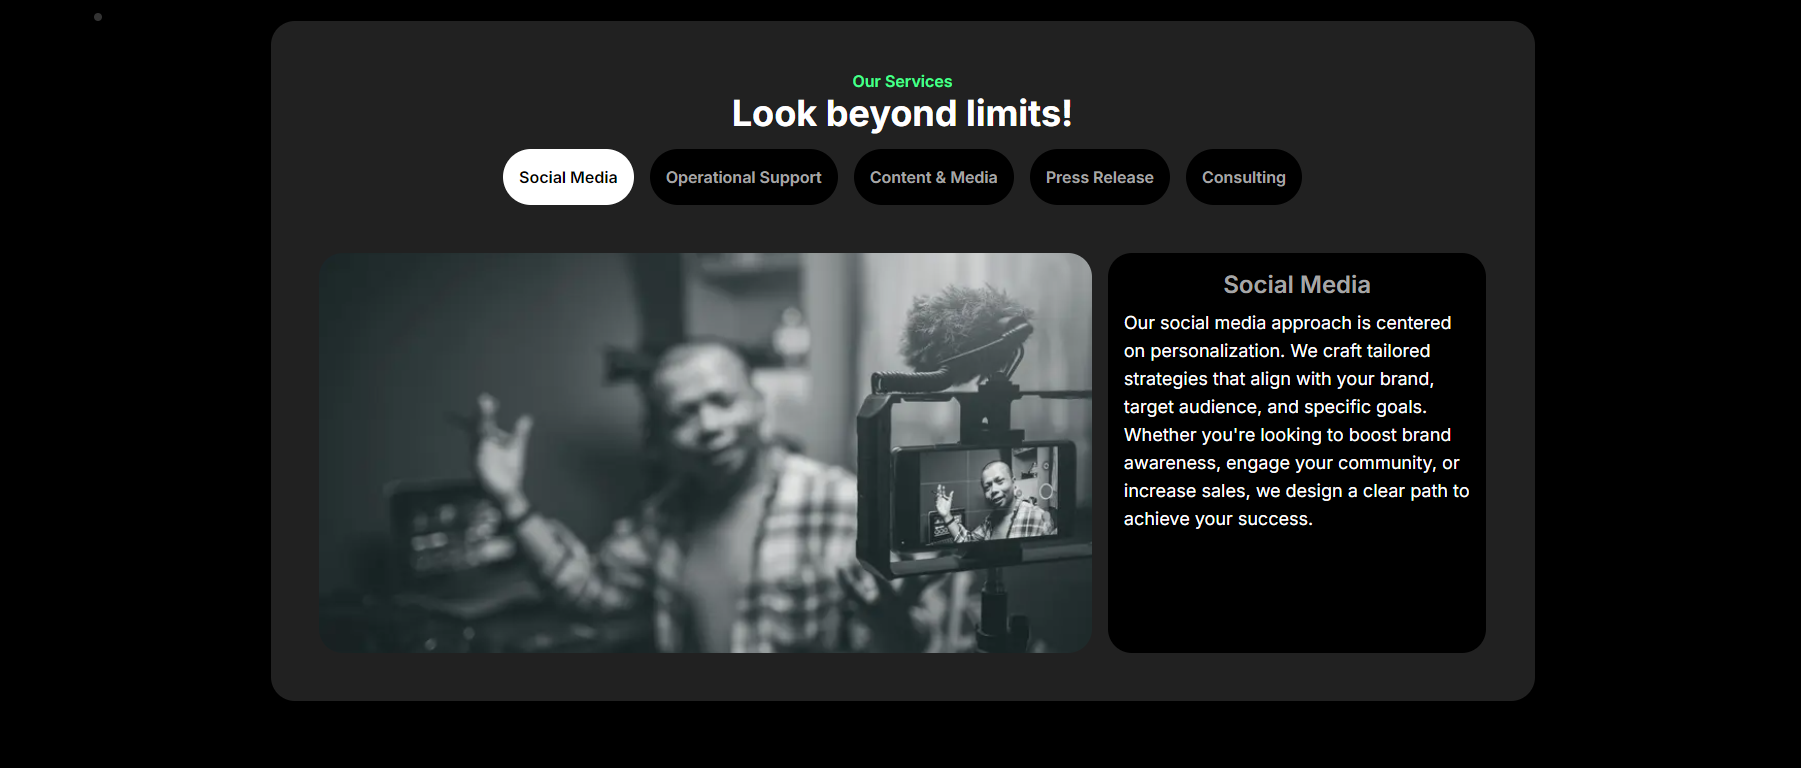 Our Services
Look beyond limits!
Social Media
Operational Support
Content & Media
Press Release
Consulting
Social Media
Our social media approach is centered
on personalization. We craft tailored
strategies that align with your brand,
target audience, and specific goals.
Whether you're looking to boost brand
awareness, engage your community, or
increase sales, we design a clear path to
achieve your success.